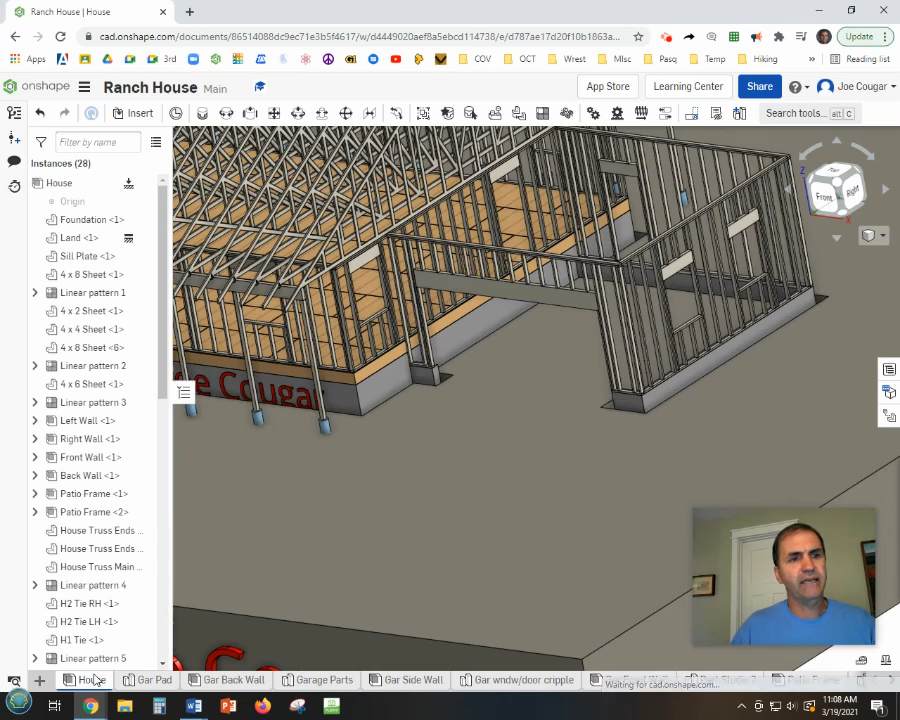 Ranch House | House
cad.onshape.com/documents/86514088dc9ec71e3b5f4617/w/d4449020aef8a5ebcd114738/e/d787ae17d20f10b1863a...
Update
Apps
3rd
COV
OCT
Wrest
MIsc
Pasq
Temp
Hiking
»
Reading list
onshape
Ranch House Main
App Store
Learning Center
Share
Joe Cougar
Insert
Search tools...
alt
C
Filter by name
Instances (28)
House
Origin
Foundation <1>
Land <1>
Sill Plate <1>
4 x 8 Sheet <1>
Linear pattern 1
4 x 2 Sheet <1>
4 x 4 Sheet <1>
4 x 8 Sheet <6>
Linear pattern 2
4 x 6 Sheet <1>
Linear pattern 3
Left Wall <1>
Right Wall <1>
Front Wall <1>
Back Wall <1>
Patio Frame <1>
Patio Frame <2>
House Truss Ends ...
House Truss Ends ...
House Truss Main ...
Linear pattern 4
H2 Tie RH <1>
H2 Tie LH <1>
H1 Tie <1>
Linear pattern 5
Z
Front
Right
X
e Cougar
House
Gar Pad
Gar Back Wall
Garage Parts
Gar Side Wall
Gar wndw/door cripple
Patio Frame
Waiting for cad.onshape.com...
11:08 AM
3/19/2021